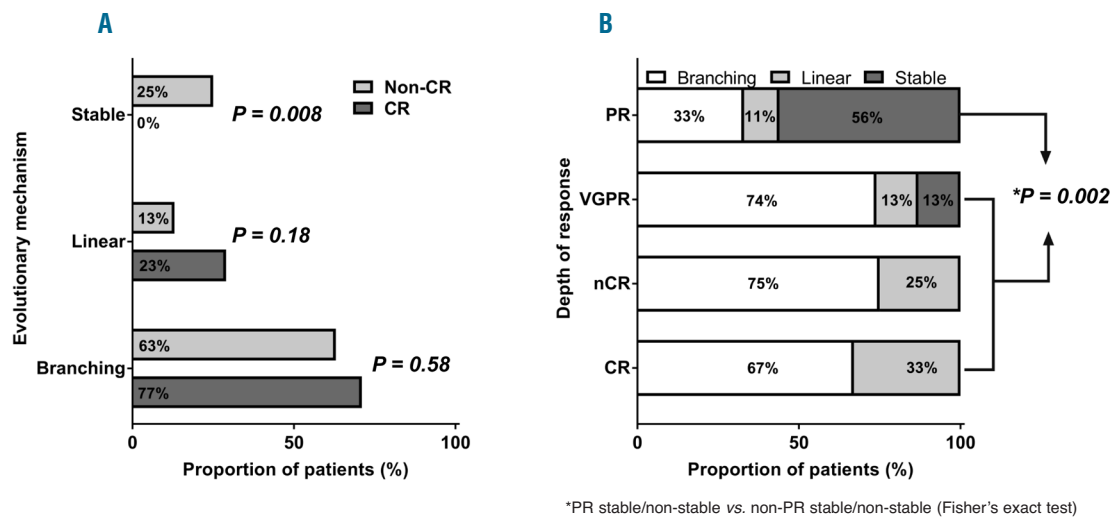 A
Evolutionary mechanism
Stable
25%
0%
P = 0.008
Non-CR
CR
Linear
13%
23%
P = 0.18
Branching
63%
77%
P = 0.58
0 50 100
Proportion of patients (%)
B
Depth of response
Branching Linear Stable
PR
33% 11% 56%
VGPR
74% 13% 13%
*P = 0.002
nCR
75% 25%
CR
67% 33%
0 50 100
Proportion of patients (%)
*PR stable/non-stable vs. non-PR stable/non-stable (Fisher's exact test)